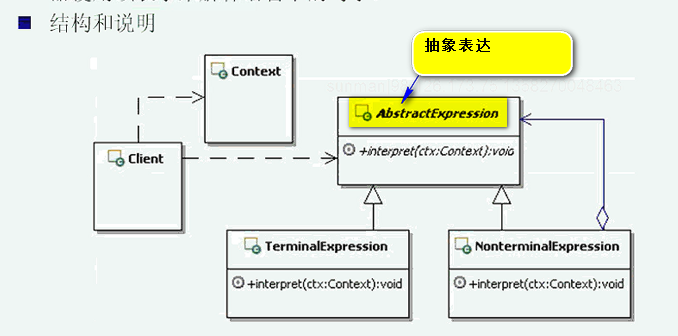 ■ 结构和说明
抽象表达
Context
AbstractExpression
+interpret(ctx:Context):void
Client
TerminalExpression
+interpret(ctx:Context):void
NonterminalExpression
+interpret(ctx:Context):void